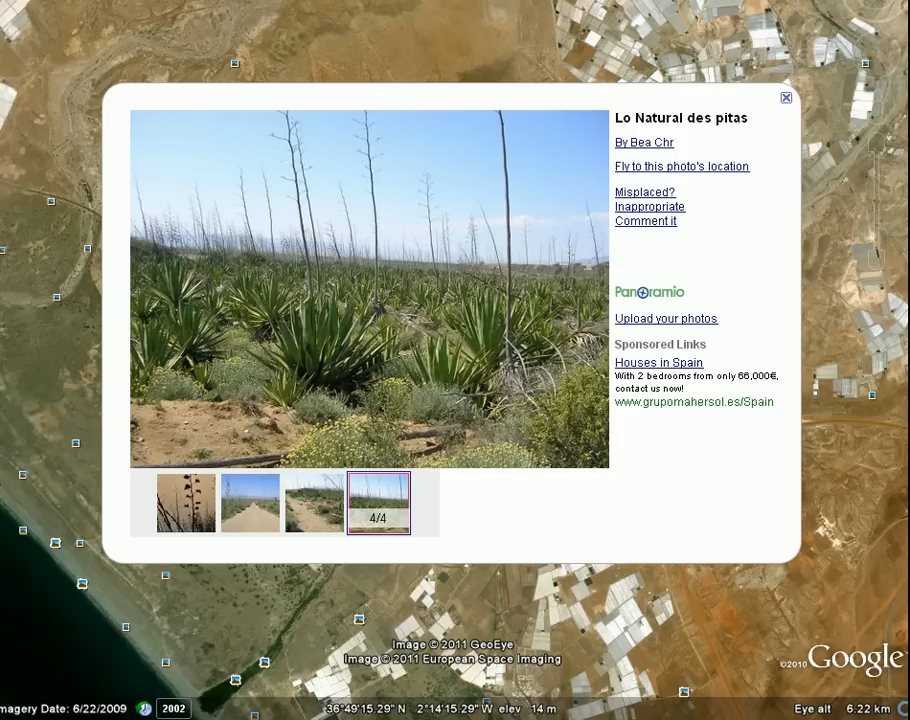 Lo Natural des pitas
By Bea Chr
Fly to this photo's location
Misplaced?
Inappropriate
Comment it
Panoramio
Upload your photos
Sponsored Links
Houses in Spain
With 2 bedrooms from only 66,000€,
contact us now!
www.grupomahersol.es/Spain
4/4
Image © 2011 GeoEye
Image © 2011 European Space Imaging
©2010 Google
magery Date: 6/22/2009 2002 36°49'15.29" N 2°14'15.29" W elev 14 m Eye alt 6.22 km